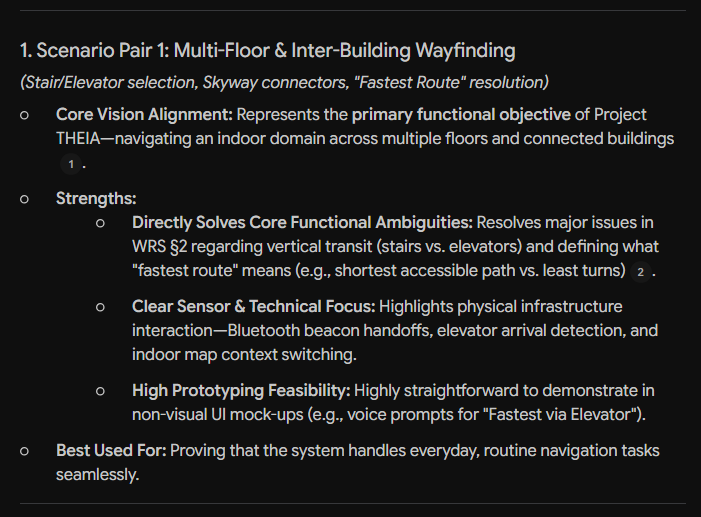 1. Scenario Pair 1: Multi-Floor & Inter-Building Wayfinding
(Stair/Elevator selection, Skyway connectors, "Fastest Route" resolution)
Core Vision Alignment: Represents the primary functional objective of Project
THEIA—navigating an indoor domain across multiple floors and connected buildings
1 .
Strengths:
Directly Solves Core Functional Ambiguities: Resolves major issues in
WRS §2 regarding vertical transit (stairs vs. elevators) and defining what
"fastest route" means (e.g., shortest accessible path vs. least turns) 2 .
Clear Sensor & Technical Focus: Highlights physical infrastructure
interaction—Bluetooth beacon handoffs, elevator arrival detection, and
indoor map context switching.
High Prototyping Feasibility: Highly straightforward to demonstrate in
non-visual UI mock-ups (e.g., voice prompts for "Fastest via Elevator").
Best Used For: Proving that the system handles everyday, routine navigation tasks
seamlessly.